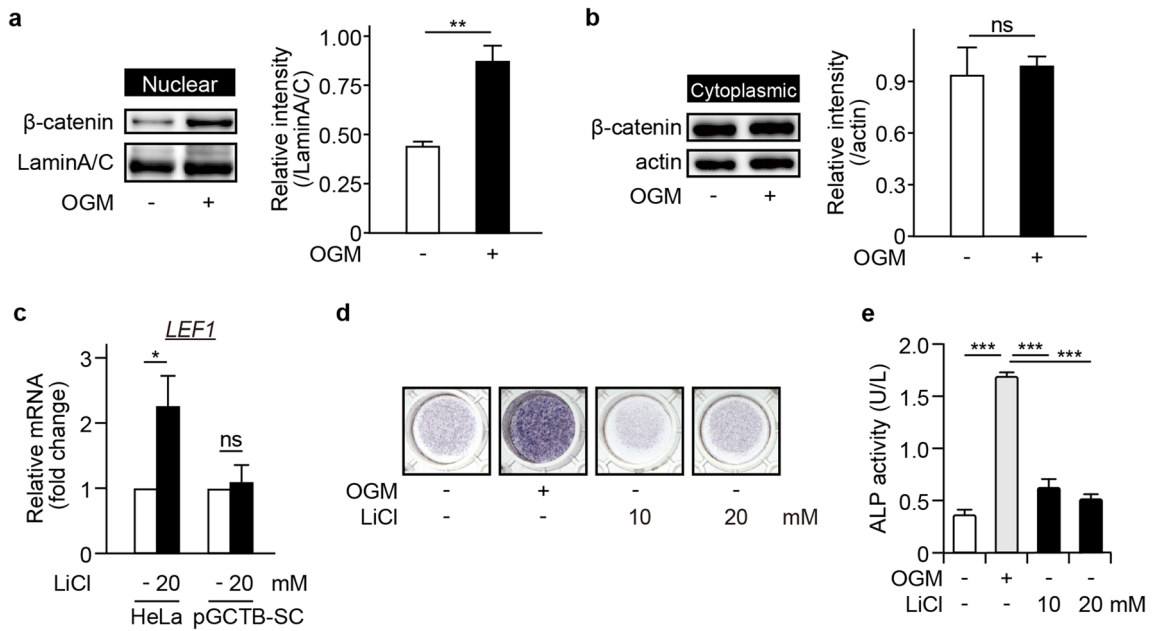 a
Nuclear
β-catenin
LaminA/C
OGM - +
Relative intensity
(/LaminA/C)
1.00
0.75
0.50
0.25
0
**
OGM - +
b
Cytoplasmic
β-catenin
actin
OGM - +
Relative intensity
(/actin)
0.9
0.6
0.3
0
ns
OGM - +
c
LEF1
Relative mRNA
(fold change)
3
2
1
0
*
ns
LiCl - 20 - 20 mM
HeLa pGCTB-SC
d
OGM - + - -
LiCl - - 10 20 mM
e
ALP activity (U/L)
2.0
1.5
1.0
0.5
0
*** *** ***
OGM - + - -
LiCl - - 10 20 mM